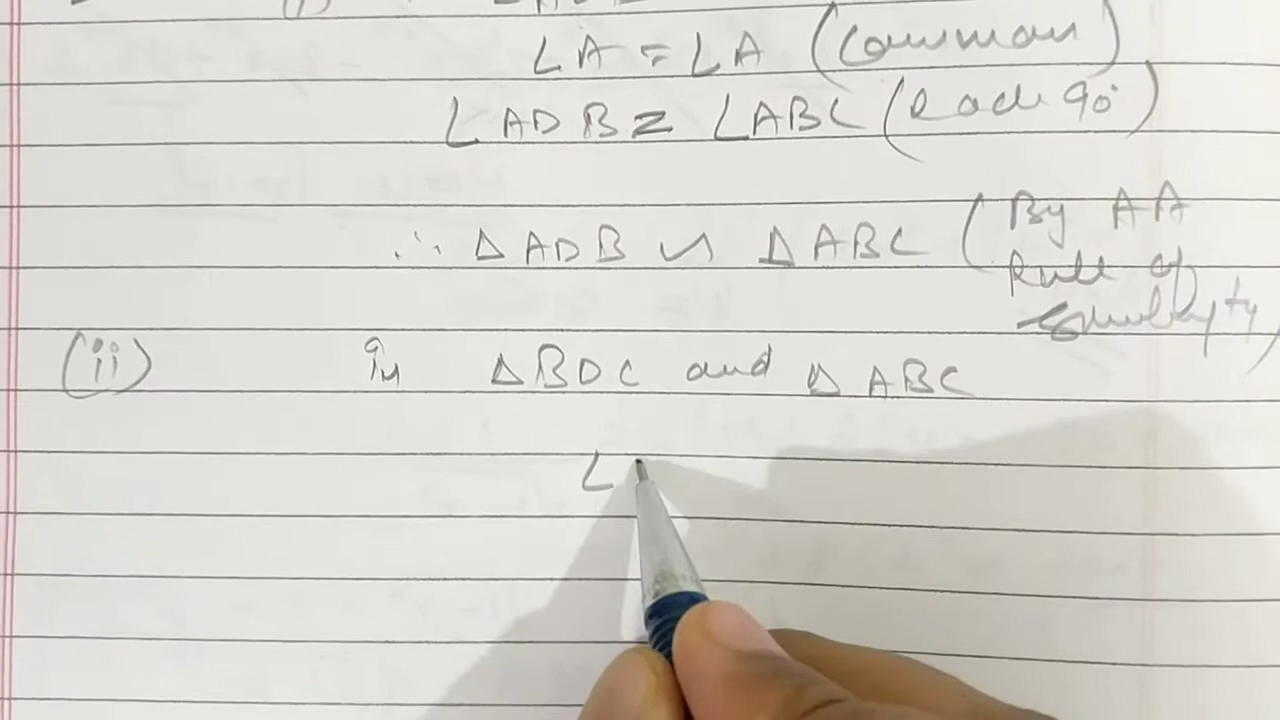 ∠A = ∠A (Common)
∠ADB = ∠ABC (Each 90°)
∴ △ADB ∼ △ABC (By AA
Rule of
Similarity)
(ii) In △BDC and △ABC
∠